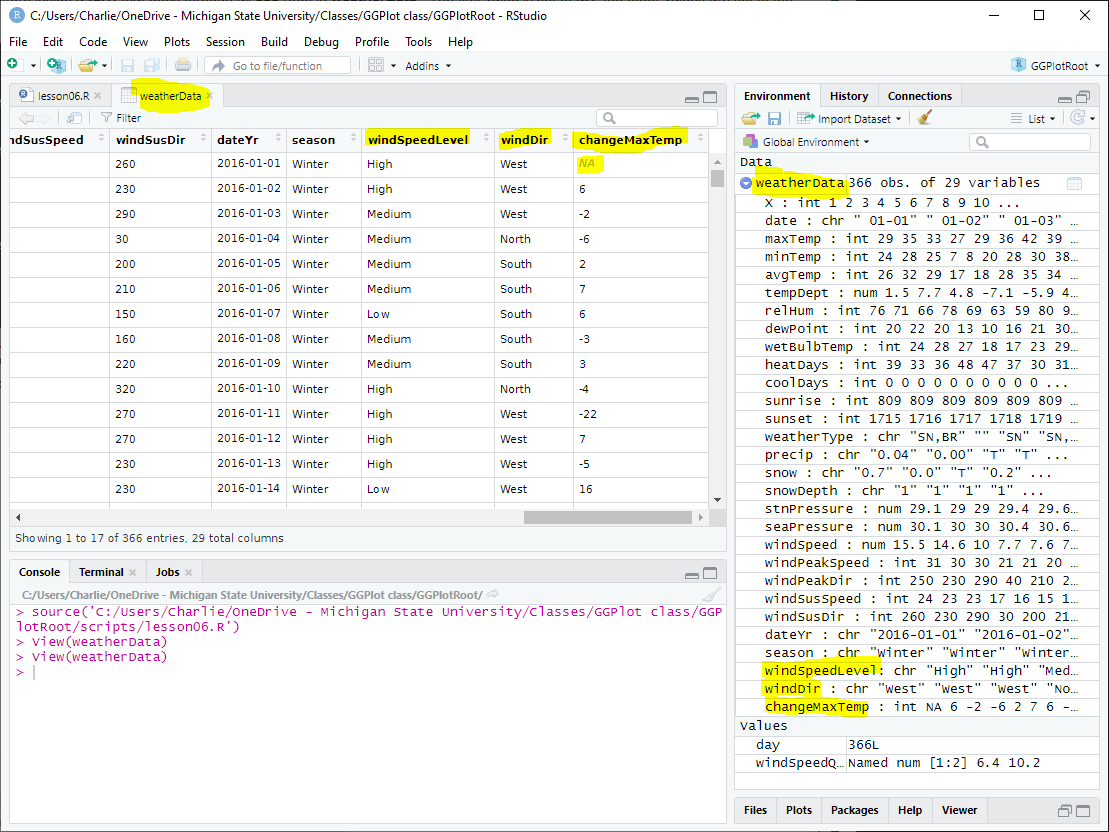 C:/Users/Charlie/OneDrive - Michigan State University/Classes/GGPlot class/GGPlotRoot - RStudio
File Edit Code View Plots Session Build Debug Profile Tools Help
Go to file/function Addins GGPlotRoot
lesson06.R weatherData
Filter
ndSusSpeed windSusDir dateYr season windSpeedLevel windDir changeMaxTemp
260 2016-01-01 Winter High West NA
230 2016-01-02 Winter High West 6
290 2016-01-03 Winter Medium West -2
30 2016-01-04 Winter Medium North -6
200 2016-01-05 Winter Medium South 2
210 2016-01-06 Winter Medium South 7
150 2016-01-07 Winter Low South 6
160 2016-01-08 Winter Medium South -3
220 2016-01-09 Winter Medium South 3
320 2016-01-10 Winter High North -4
270 2016-01-11 Winter High West -22
270 2016-01-12 Winter High West 7
230 2016-01-13 Winter High West -5
230 2016-01-14 Winter Low West 16
Showing 1 to 17 of 366 entries, 29 total columns
Console Terminal Jobs
C:/Users/Charlie/OneDrive - Michigan State University/Classes/GGPlot class/GGPlotRoot/
> source('C:/Users/Charlie/OneDrive - Michigan State University/Classes/GGPlot class/GGP
lotRoot/scripts/lesson06.R')
> View(weatherData)
> View(weatherData)
>
Environment History Connections
Import Dataset List
Global Environment
Data
weatherData 366 obs. of 29 variables
X : int 1 2 3 4 5 6 7 8 9 10 ...
date : chr " 01-01" " 01-02" " 01-03" …
maxTemp : int 29 35 33 27 29 36 42 39 …
minTemp : int 24 28 25 7 8 20 28 30 38…
avgTemp : int 26 32 29 17 18 28 35 34 …
tempDept : num 1.5 7.7 4.8 -7.1 -5.9 4…
relHum : int 76 71 66 78 69 63 59 80 9…
dewPoint : int 20 22 20 13 10 16 21 30…
wetBulbTemp : int 24 28 27 18 17 23 29…
heatDays : int 39 33 36 48 47 37 30 31…
coolDays : int 0 0 0 0 0 0 0 0 0 0 ...
sunrise : int 809 809 809 809 809 809 …
sunset : int 1715 1716 1717 1718 1719 …
weatherType : chr "SN,BR" "" "SN" "SN,…
precip : chr "0.04" "0.00" "T" "T" ...
snow : chr "0.7" "0.0" "T" "0.2" ...
snowDepth : chr "1" "1" "1" "1" ...
stnPressure : num 29.1 29 29 29.4 29.6…
seaPressure : num 30.1 30 30 30.4 30.6…
windSpeed : num 15.5 14.6 10 7.7 7.6 7…
windPeakSpeed : int 31 30 30 21 21 20 …
windPeakDir : int 250 230 290 40 210 2…
windSusSpeed : int 24 23 23 17 16 15 1…
windSusDir : int 260 230 290 30 200 21…
dateYr : chr "2016-01-01" "2016-01-02"…
season : chr "Winter" "Winter" "Winter…
windSpeedLevel: chr "High" "High" "Med…
windDir : chr "West" "West" "West" "No…
changeMaxTemp : int NA 6 -2 -6 2 7 6 -…
Values
day 366L
windSpeedQ… Named num [1:2] 6.4 10.2
Files Plots Packages Help Viewer